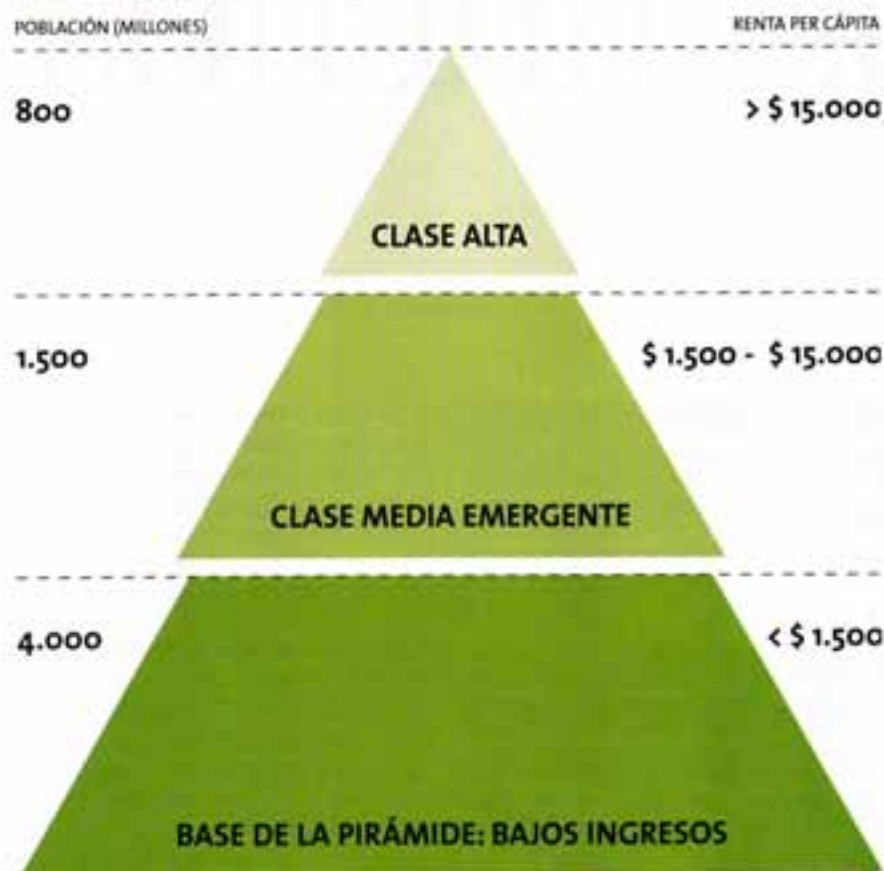 POBLACIÓN (MILLONES) RENTA PER CÁPITA
800 > $ 15.000
CLASE ALTA
1.500 $ 1.500 - $ 15.000
CLASE MEDIA EMERGENTE
4.000 < $ 1.500
BASE DE LA PIRÁMIDE: BAJOS INGRESOS